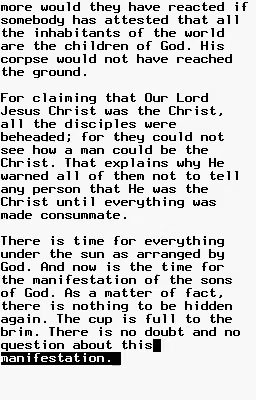 more would they have reacted if
somebody has attested that all
the inhabitants of the world
are the children of God. His
corpse would not have reached
the ground.
For claiming that Our Lord
Jesus Christ was the Christ,
all the disciples were
beheaded; for they could not
see how a man could be the
Christ. That explains why He
warned all of them not to tell
any person that He was the
Christ until everything was
made consummate.
There is time for everything
under the sun as arranged by
God. And now is the time for
the manifestation of the sons
of God. As a matter of fact,
there is nothing to be hidden
again. The cup is full to the
brim. There is no doubt and no
question about this
manifestation.